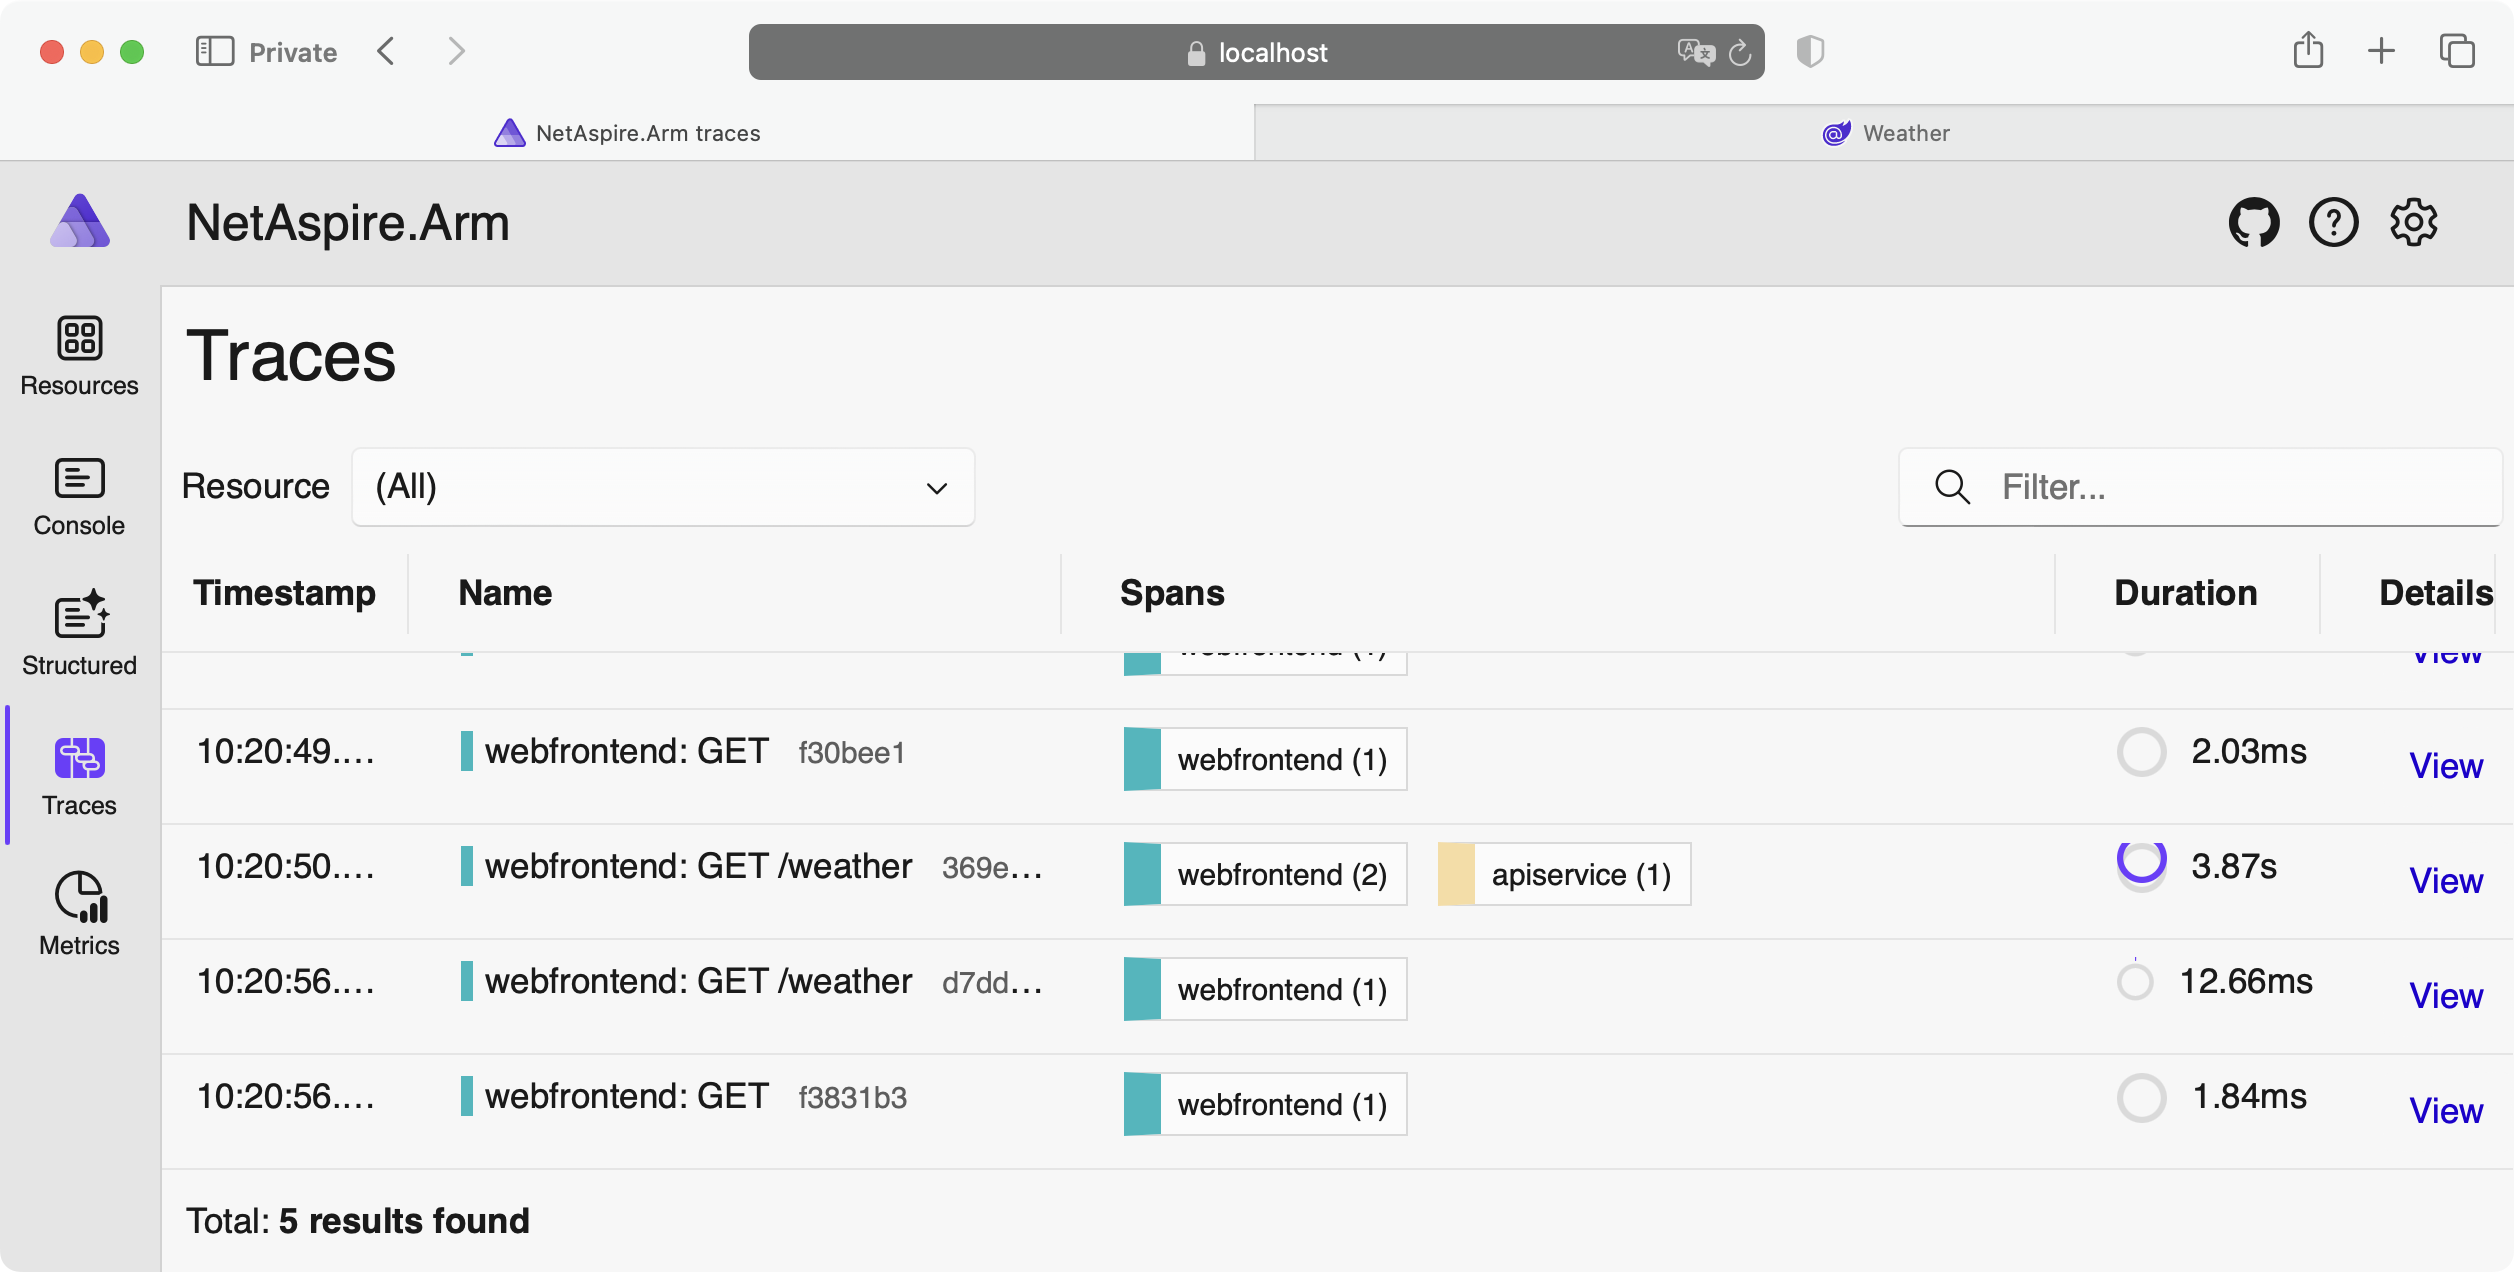 Private
localhost
NetAspire.Arm traces
Weather
NetAspire.Arm
Resources
Console
Structured
Traces
Metrics
Traces
Resource (All) Filter...
Timestamp Name Spans Duration Details
webfrontend (1) View
10:20:49.… webfrontend: GET f30bee1 webfrontend (1) 2.03ms View
10:20:50.… webfrontend: GET /weather 369e… webfrontend (2) apiservice (1) 3.87s View
10:20:56.… webfrontend: GET /weather d7dd… webfrontend (1) 12.66ms View
10:20:56.… webfrontend: GET f3831b3 webfrontend (1) 1.84ms View
Total: 5 results found